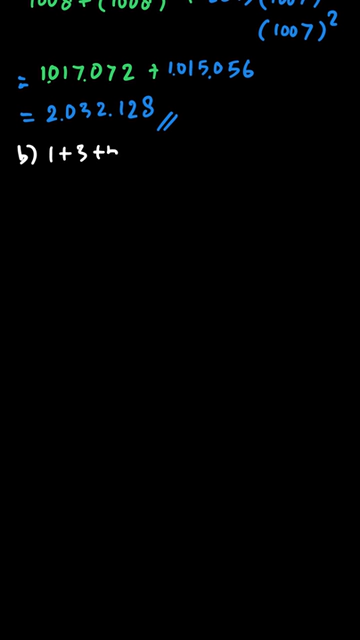 (1007)²
= 1.017.072 + 1.015.056
= 2.032.128 //
b) 1 + 3 +